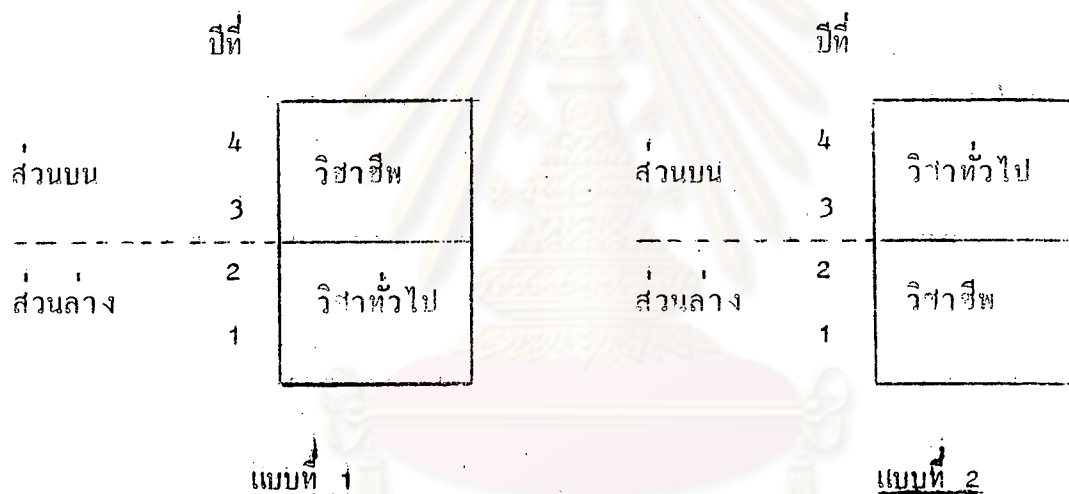 ปีที่ ปีที่
4 4
ส่วนบน วิชาชีพ ส่วนบน วิชาทั่วไป
3 3
2 2
ส่วนล่าง วิชาทั่วไป ส่วนล่าง วิชาชีพ
1 1
แบบที่ 1 แบบที่ 2